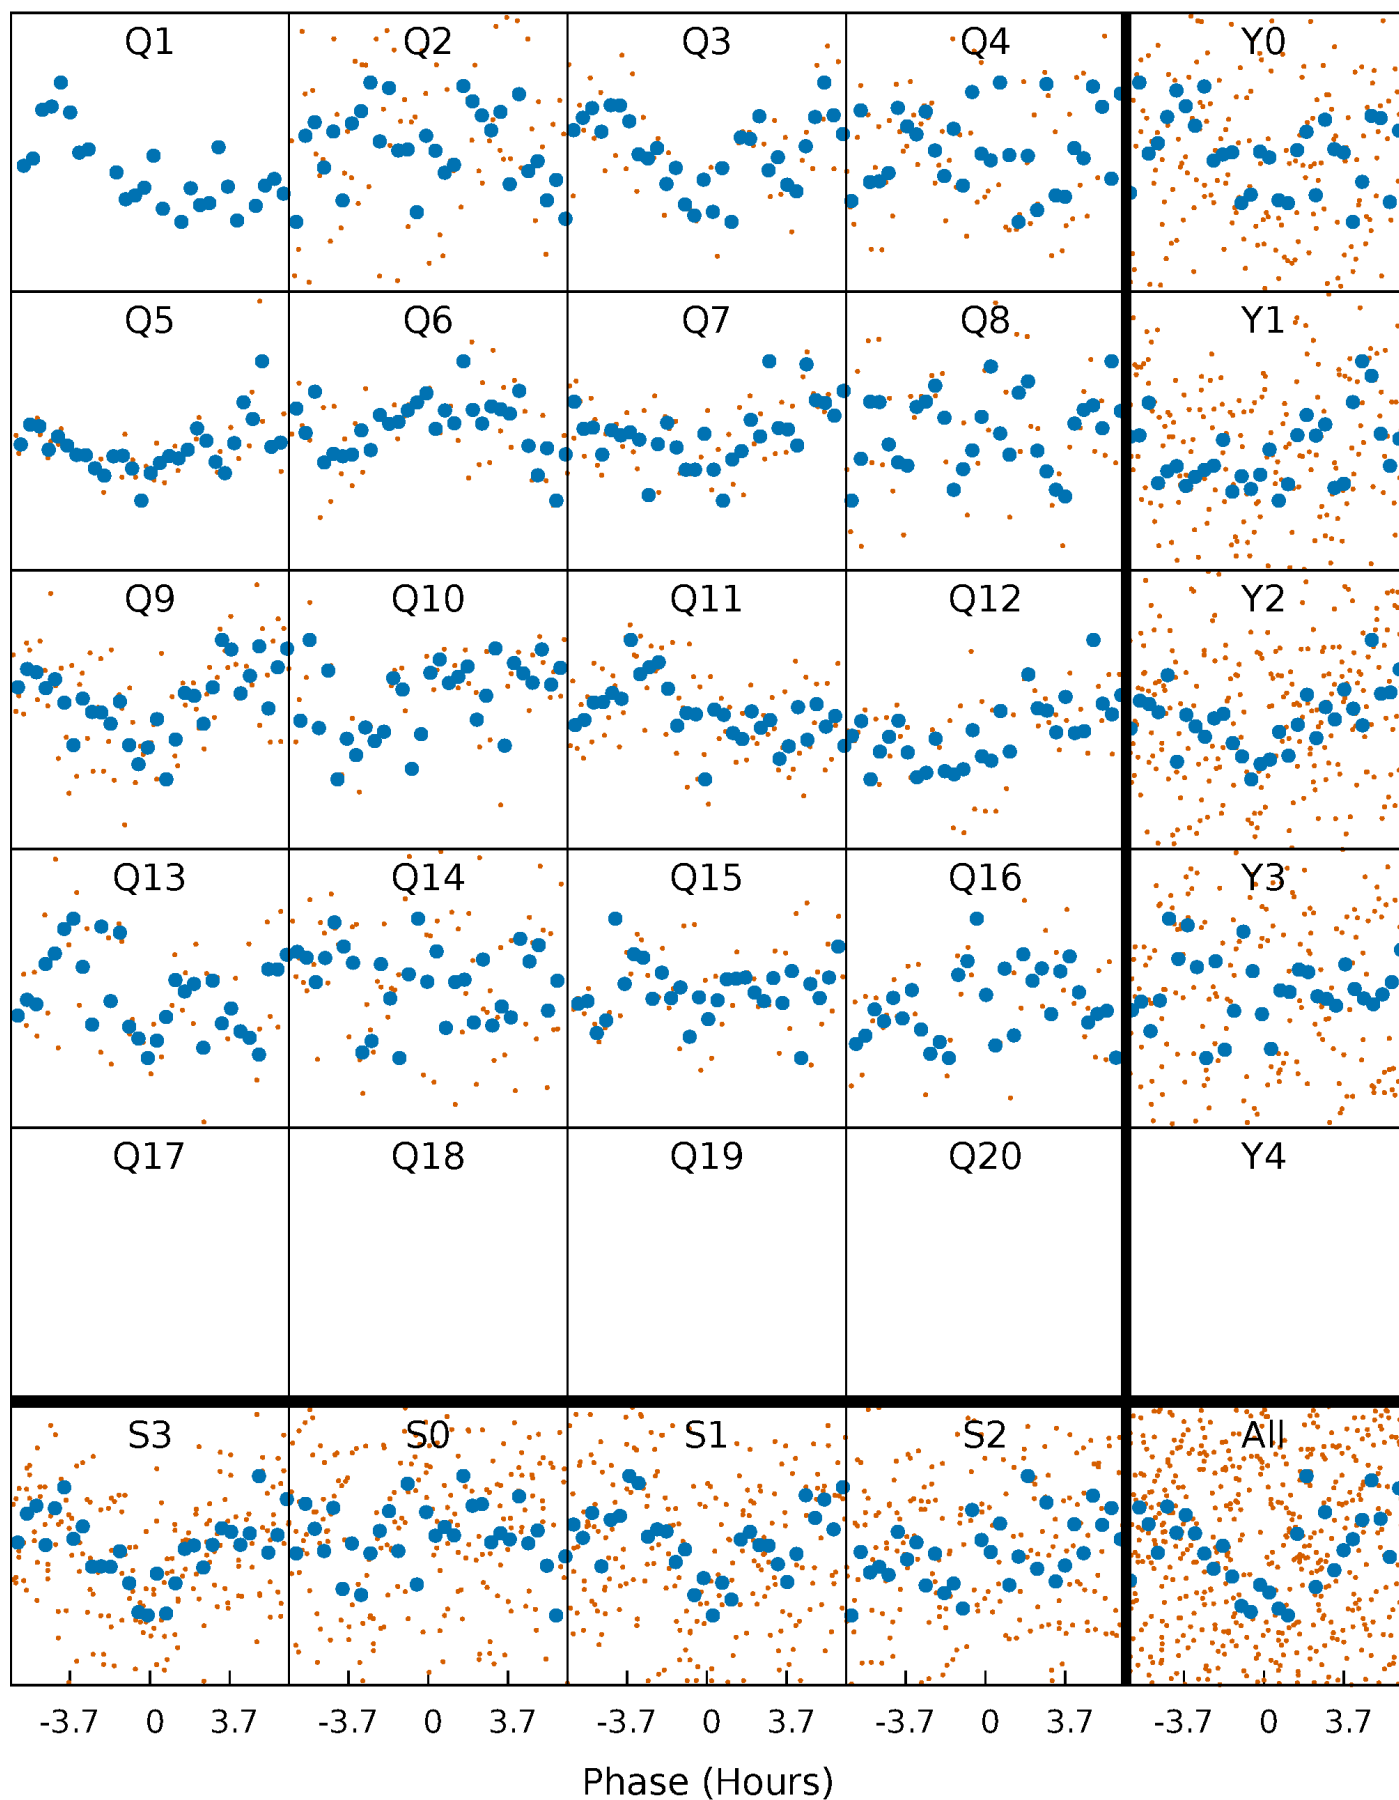 Q1 Q2 Q3 Q4 Y0
Q5 Q6 Q7 Q8 Y1
Q9 Q10 Q11 Q12 Y2
Q13 Q14 Q15 Q16 Y3
Q17 Q18 Q19 Q20 Y4
S3 S0 S1 S2 All
-3.7 0 3.7 -3.7 0 3.7 -3.7 0 3.7 -3.7 0 3.7 -3.7 0 3.7
Phase (Hours)